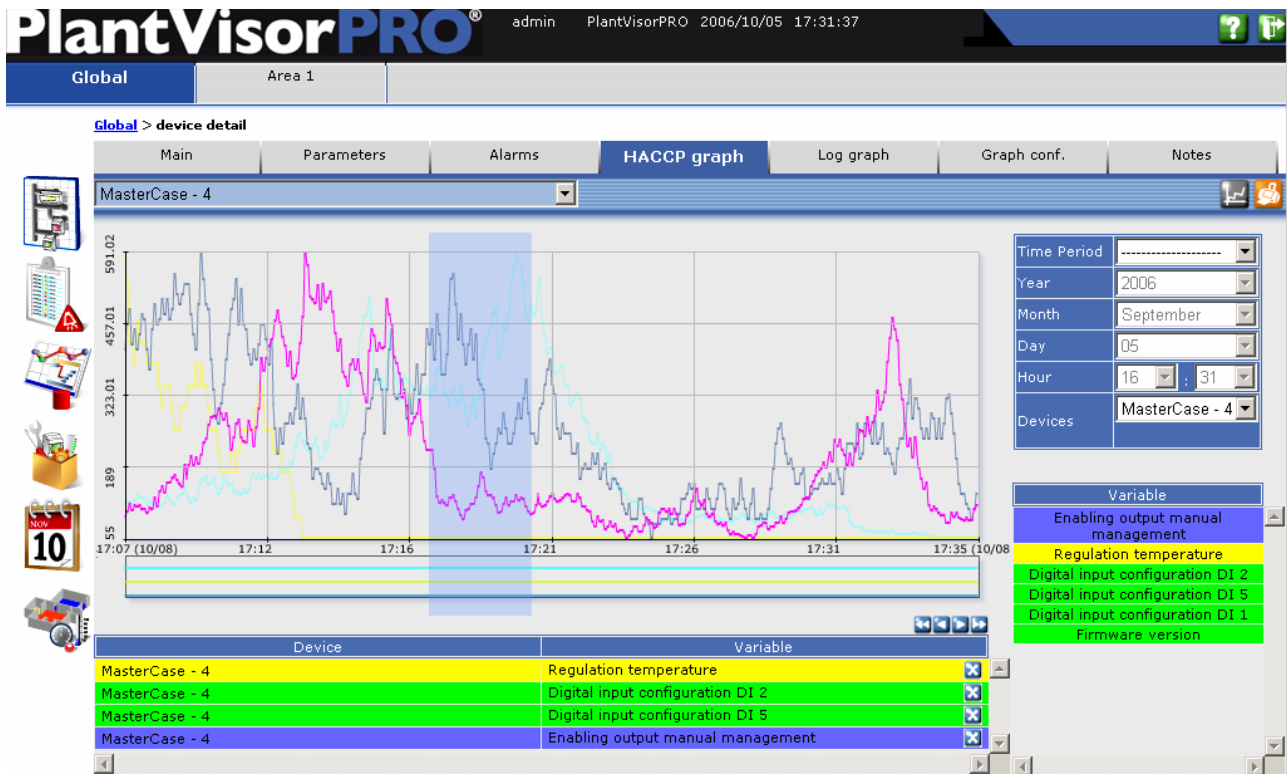 PlantVisorPRO®
admin PlantVisorPRO 2006/10/05 17:31:37
?
Global Area 1
Global > device detail
Main Parameters Alarms HACCP graph Log graph Graph conf. Notes
MasterCase - 4
591.02
457.01
323.01
189
55
17:07 (10/08) 17:12 17:16 17:21 17:26 17:31 17:35 (10/08
Time Period --------------------
Year 2006
Month September
Day 05
Hour 16 : 31
Devices MasterCase - 4
Variable
Enabling output manual
management
Regulation temperature
Digital input configuration DI 2
Digital input configuration DI 5
Digital input configuration DI 1
Firmware version
NOV
10
Device Variable
MasterCase - 4 Regulation temperature
MasterCase - 4 Digital input configuration DI 2
MasterCase - 4 Digital input configuration DI 5
MasterCase - 4 Enabling output manual management